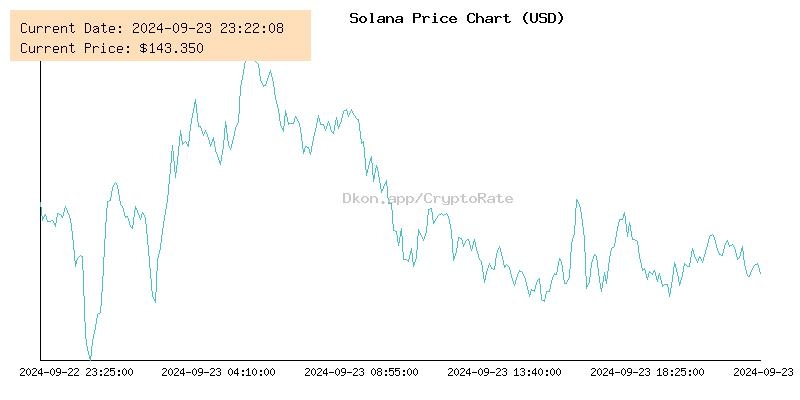 Solana Price Chart (USD)
Current Date: 2024-09-23 23:22:08
Current Price: $143.350
Dkon.app/CryptoRate
2024-09-22 23:25:00 2024-09-23 04:10:00 2024-09-23 08:55:00 2024-09-23 13:40:00 2024-09-23 18:25:00 2024-09-23